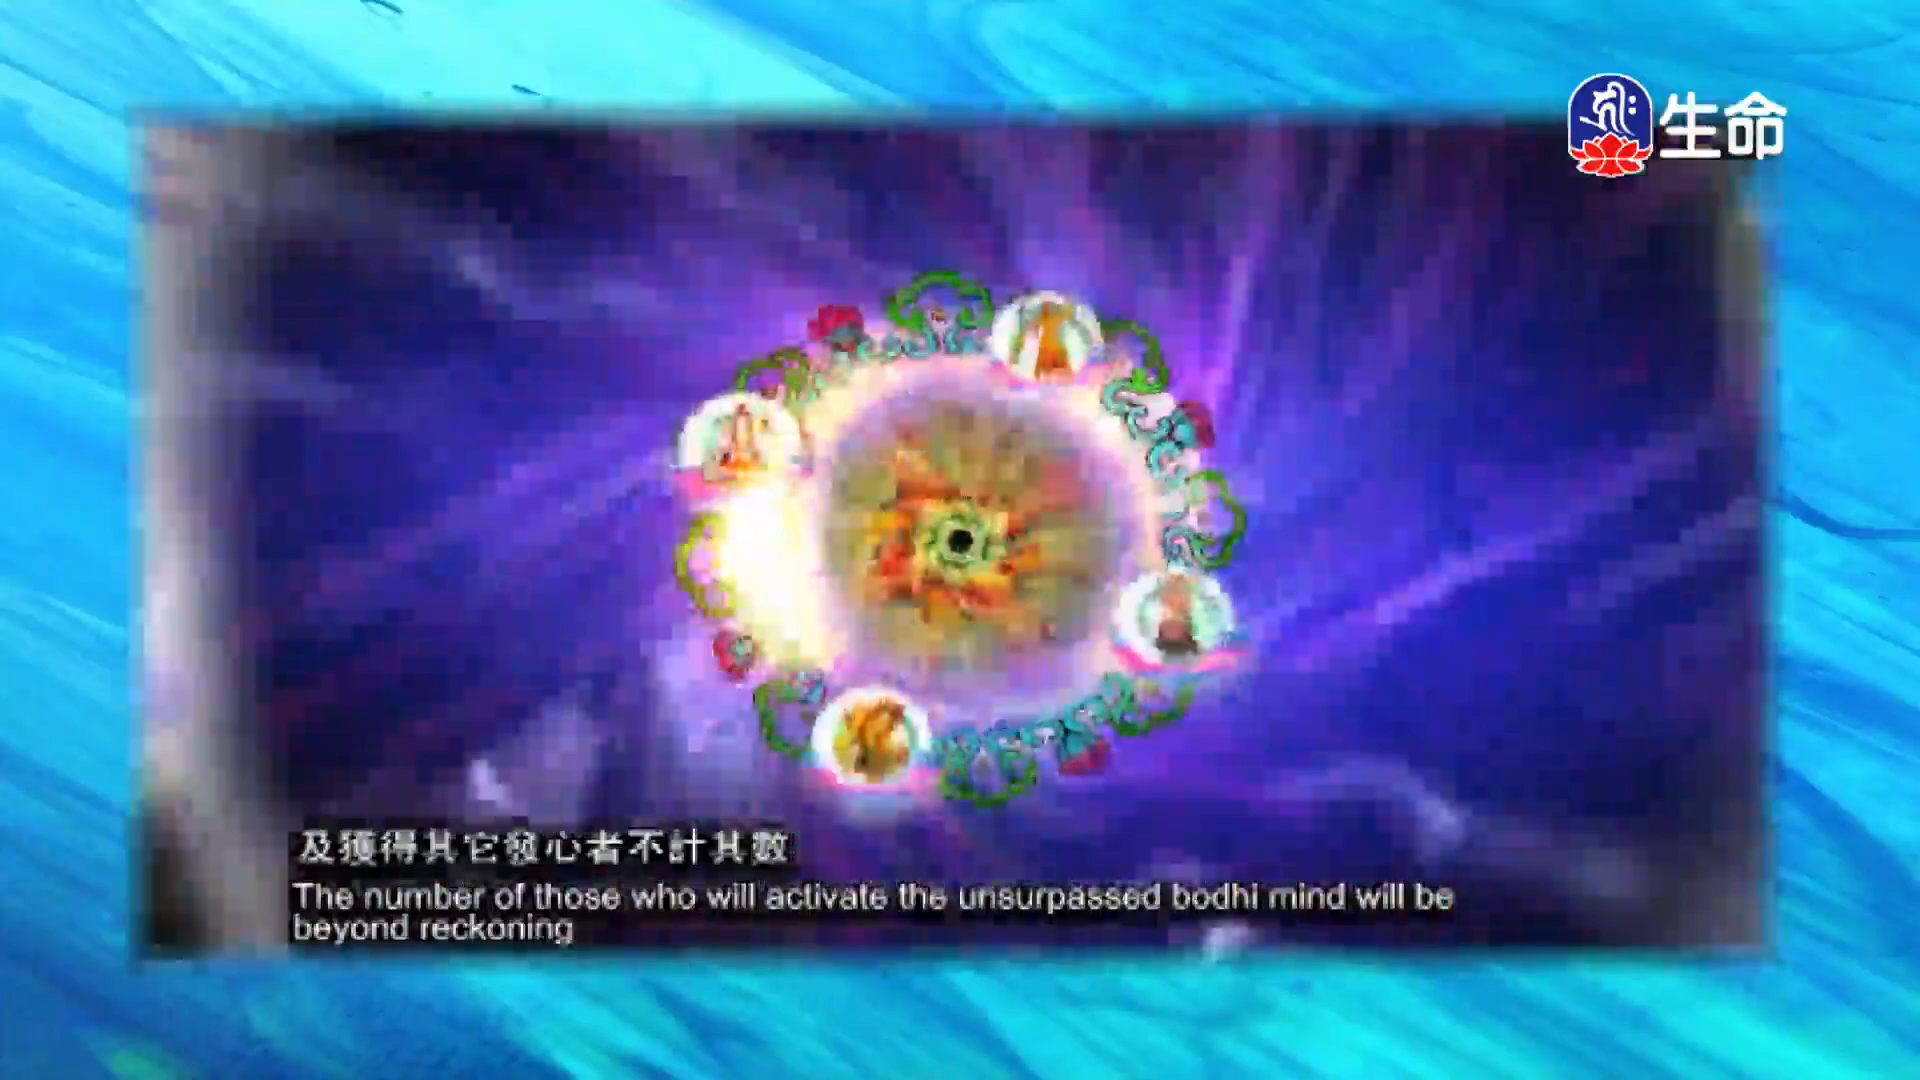 生命
及獲得其它發心者不計其數
The number of those who will activate the unsurpassed bodhi mind will be
beyond reckoning